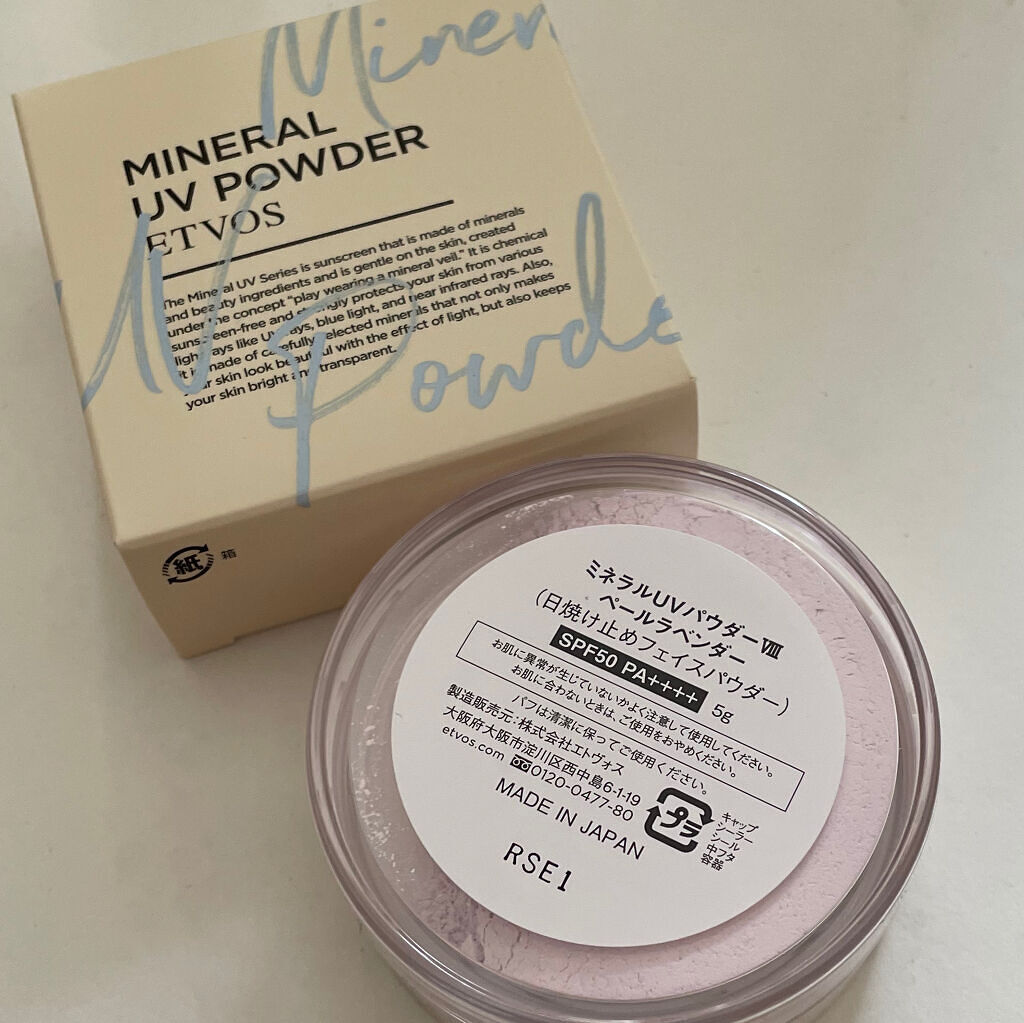 Miner
MINERAL
UV POWDER
ETVOS
The Mineral UV Series is sunscreen that is made of minerals
and beauty ingredients and is gentle on the skin, created
under the concept "play wearing a mineral veil." It is chemical
sunscreen-free and strongly protects your skin from various
light rays like UV rays, blue light, and near infrared rays. Also,
it is made of carefully selected minerals that not only makes
your skin look beautiful with the effect of light, but also keeps
your skin bright and transparent.
UV
Powde
紙 箱
ミネラルUVパウダーⅧ
ペールラベンダー
(日焼け止めフェイスパウダー)
SPF50 PA++++ 5g
お肌に異常が生じていないかよく注意して使用してください。
お肌に合わないときは、ご使用をおやめください。
パフは清潔に保ってご使用ください。
製造販売元:株式会社エトヴォス
大阪府大阪市淀川区西中島6-1-19
etvos.com 0120-0477-80
MADE IN JAPAN
プラ
キャップ
シーラー
シール
中フタ
容器
RSE1